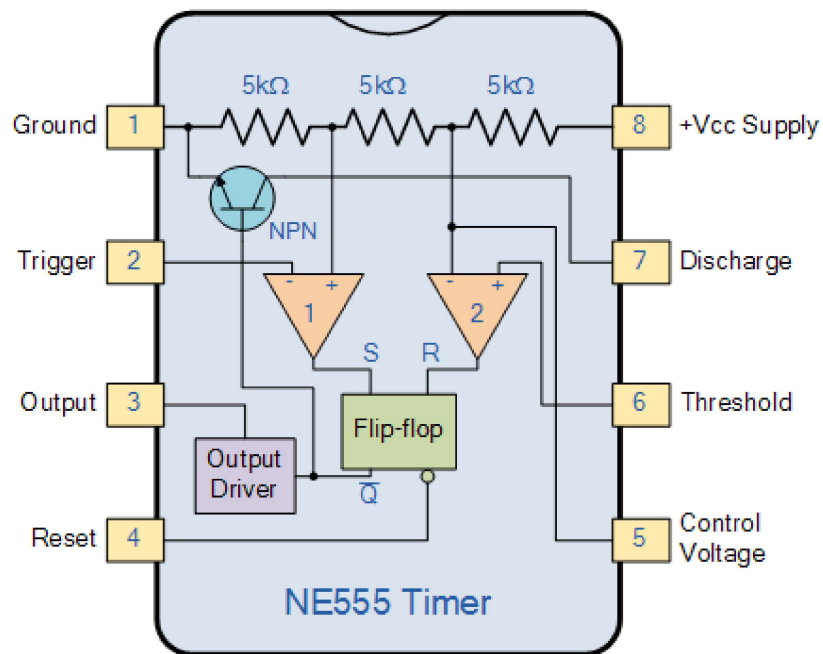 5kΩ 5kΩ 5kΩ
Ground 1
8 +Vcc Supply
NPN
Trigger 2
7 Discharge
- +
1
- +
2
S R
Output 3
6 Threshold
Flip-flop
Output
Driver
Q̅
Reset 4
5 Control
Voltage
NE555 Timer